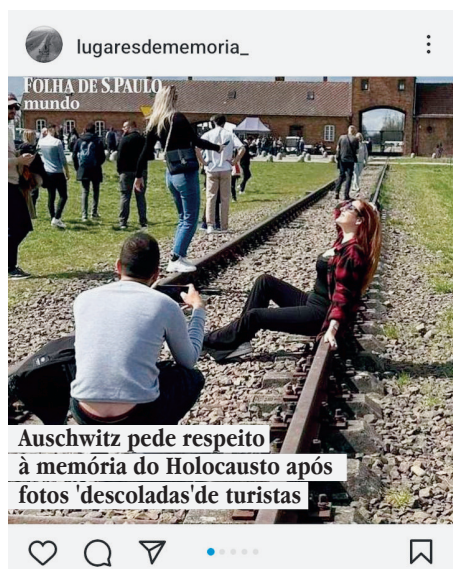 lugaresdememoria_
FOLHA DE S.PAULO
mundo
Auschwitz pede respeito
à memória do Holocausto após
fotos 'descoladas'de turistas